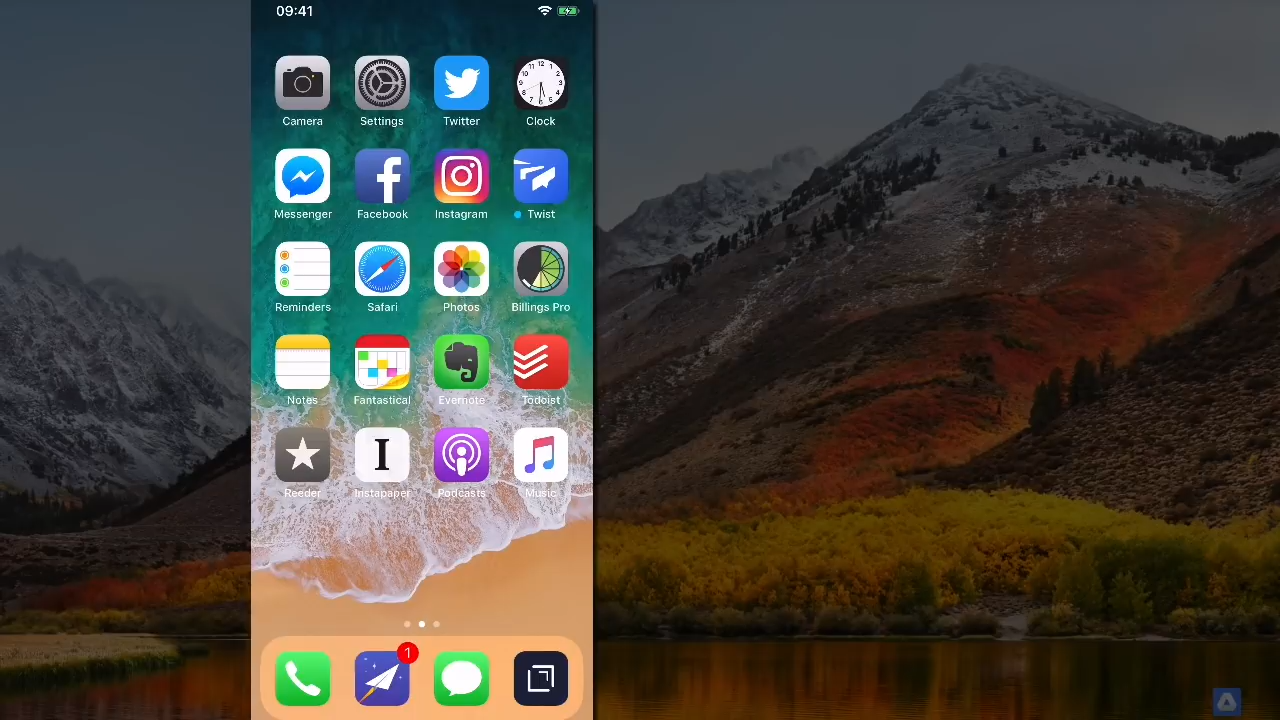 09:41
Camera Settings Twitter Clock
Messenger Facebook Instagram Twist
Reminders Safari Photos Billings Pro
Notes Fantastical Evernote Todoist
Reeder Instapaper Podcasts Music
1